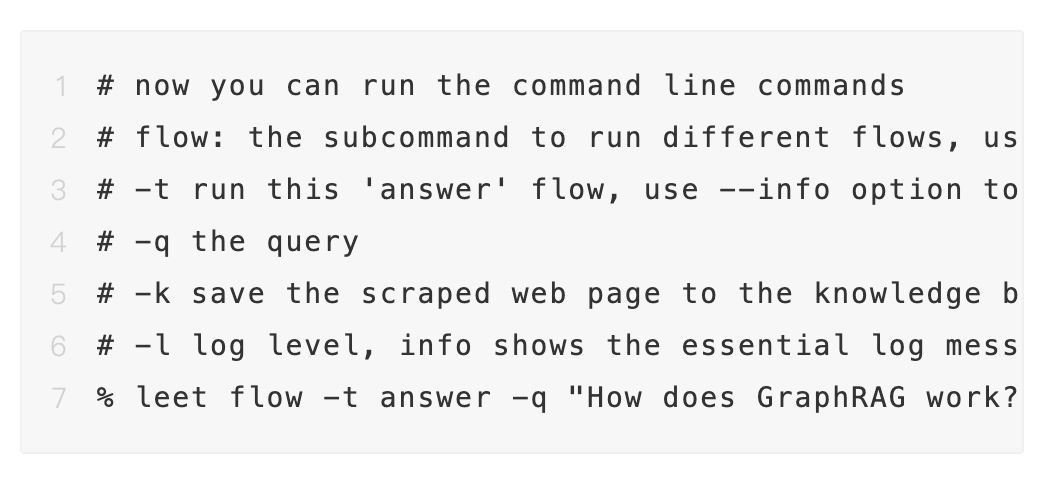 1 # now you can run the command line commands
2 # flow: the subcommand to run different flows, us
3 # -t run this 'answer' flow, use --info option to
4 # -q the query
5 # -k save the scraped web page to the knowledge b
6 # -l log level, info shows the essential log mess
7 % leet flow -t answer -q "How does GraphRAG work?